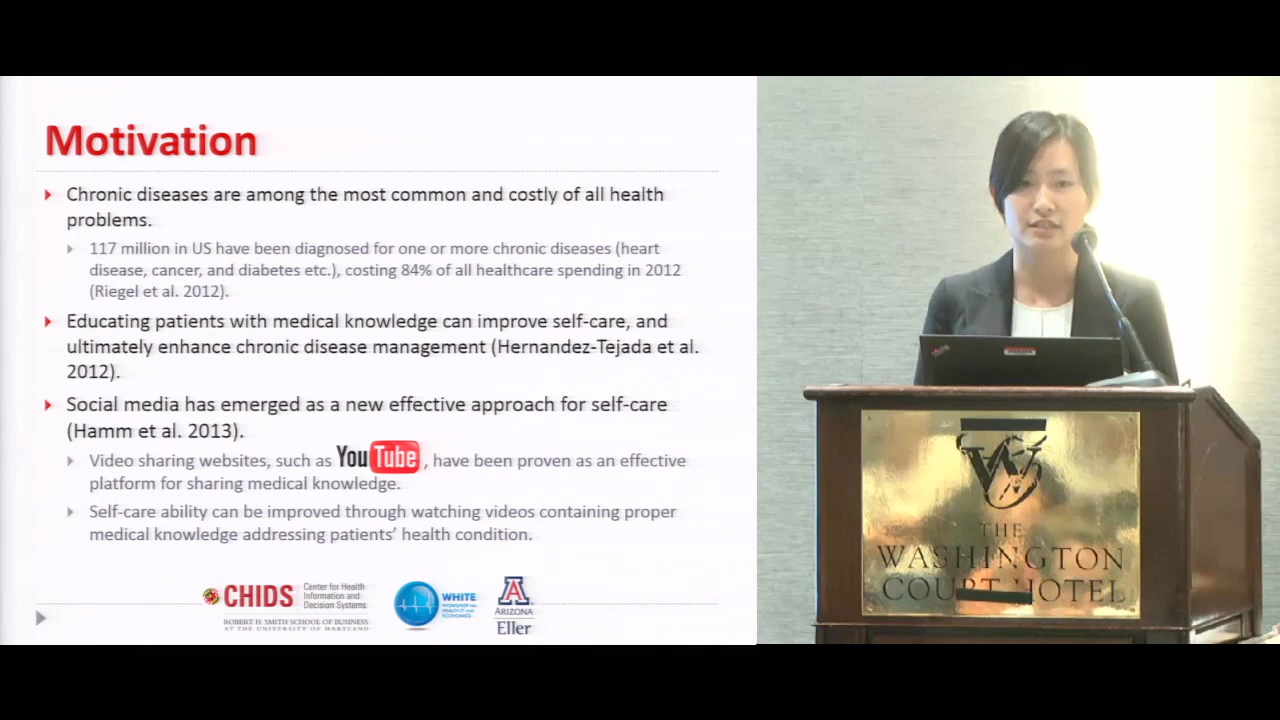 Motivation
Chronic diseases are among the most common and costly of all health
problems.
117 million in US have been diagnosed for one or more chronic diseases (heart
disease, cancer, and diabetes etc.), costing 84% of all healthcare spending in 2012
(Riegel et al. 2012).
Educating patients with medical knowledge can improve self-care, and
ultimately enhance chronic disease management (Hernandez-Tejada et al.
2012).
Social media has emerged as a new effective approach for self-care
(Hamm et al. 2013).
Video sharing websites, such as YouTube, have been proven as an effective
platform for sharing medical knowledge.
Self-care ability can be improved through watching videos containing proper
medical knowledge addressing patients' health condition.
CHIDS
Center for Health
Information and
Decision Systems
ROBERT H. SMITH SCHOOL OF BUSINESS
AT THE UNIVERSITY OF MARYLAND
WHITE
WORKSHOP ON
HEALTH IT AND
ECONOMICS
A
ARIZONA
Eller
W
THE
WASHINGTON
COURT HOTEL